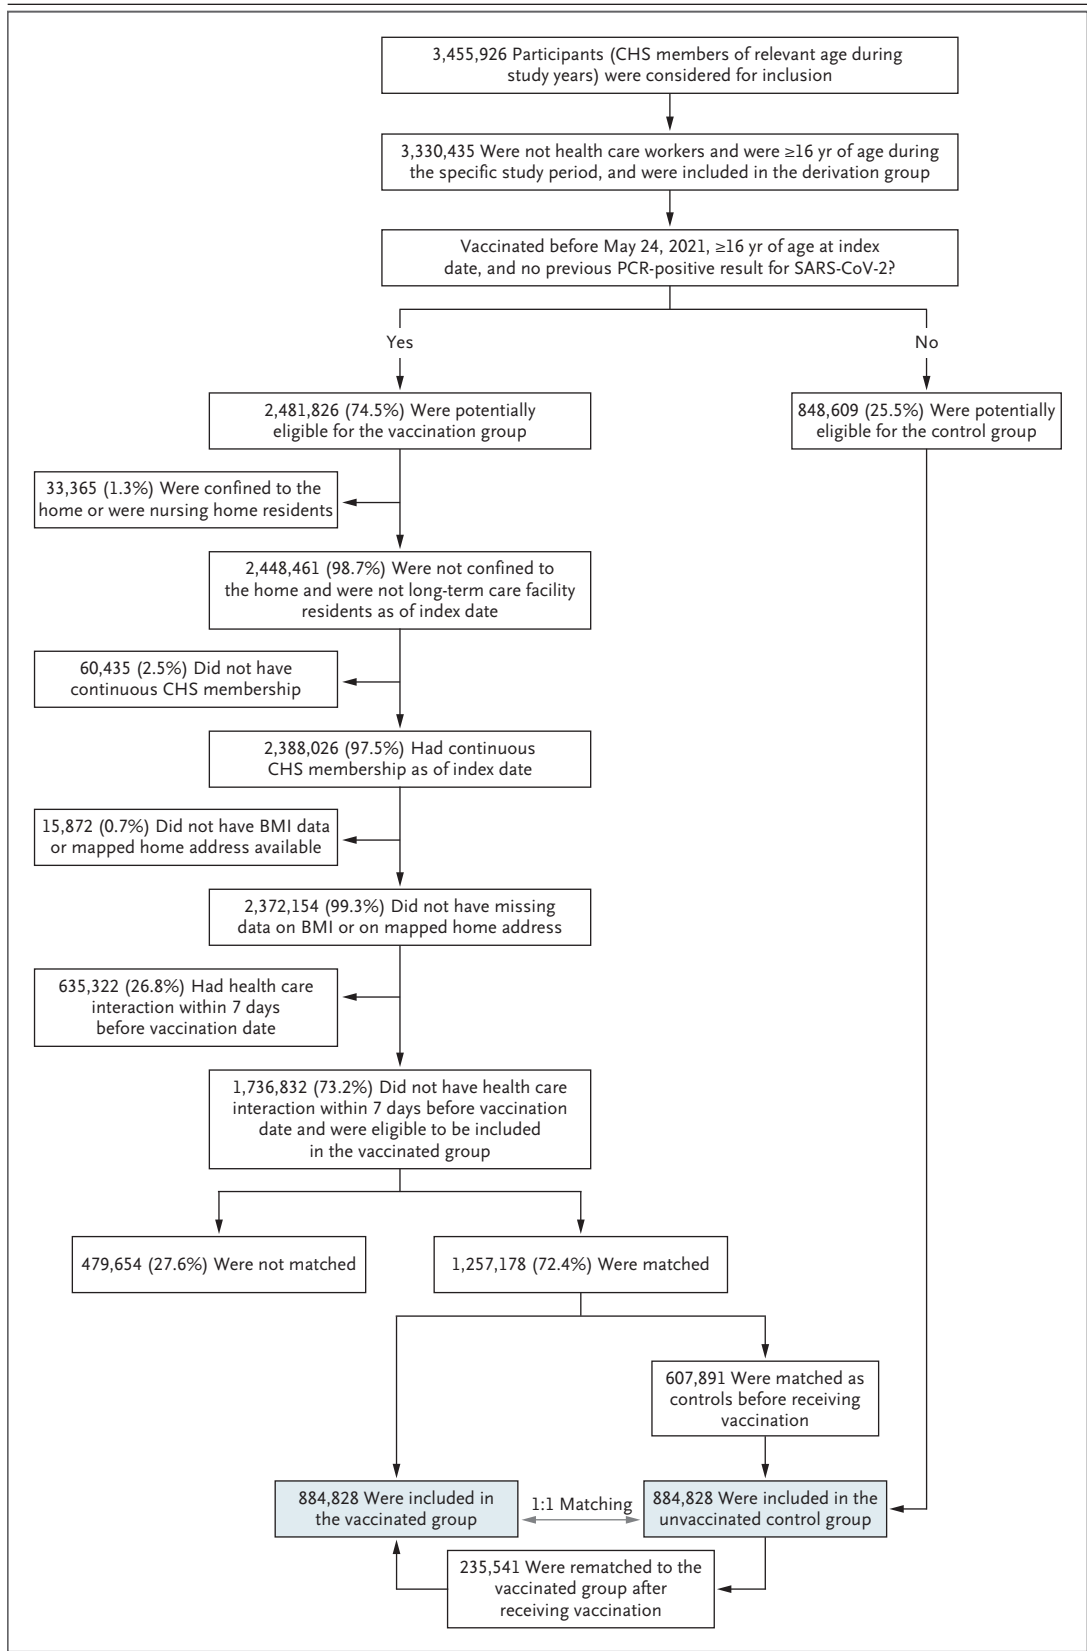 3,455,926 Participants (CHS members of relevant age during
study years) were considered for inclusion
3,330,435 Were not health care workers and were ≥16 yr of age during
the specific study period, and were included in the derivation group
Vaccinated before May 24, 2021, ≥16 yr of age at index
date, and no previous PCR-positive result for SARS-CoV-2?
Yes
No
2,481,826 (74.5%) Were potentially
eligible for the vaccination group
848,609 (25.5%) Were potentially
eligible for the control group
33,365 (1.3%) Were confined to the
home or were nursing home residents
2,448,461 (98.7%) Were not confined to
the home and were not long-term care facility
residents as of index date
60,435 (2.5%) Did not have
continuous CHS membership
2,388,026 (97.5%) Had continuous
CHS membership as of index date
15,872 (0.7%) Did not have BMI data
or mapped home address available
2,372,154 (99.3%) Did not have missing
data on BMI or on mapped home address
635,322 (26.8%) Had health care
interaction within 7 days
before vaccination date
1,736,832 (73.2%) Did not have health care
interaction within 7 days before vaccination
date and were eligible to be included
in the vaccinated group
479,654 (27.6%) Were not matched
1,257,178 (72.4%) Were matched
607,891 Were matched as
controls before receiving
vaccination
884,828 Were included in
the vaccinated group
1:1 Matching
884,828 Were included in the
unvaccinated control group
235,541 Were rematched to the
vaccinated group after
receiving vaccination